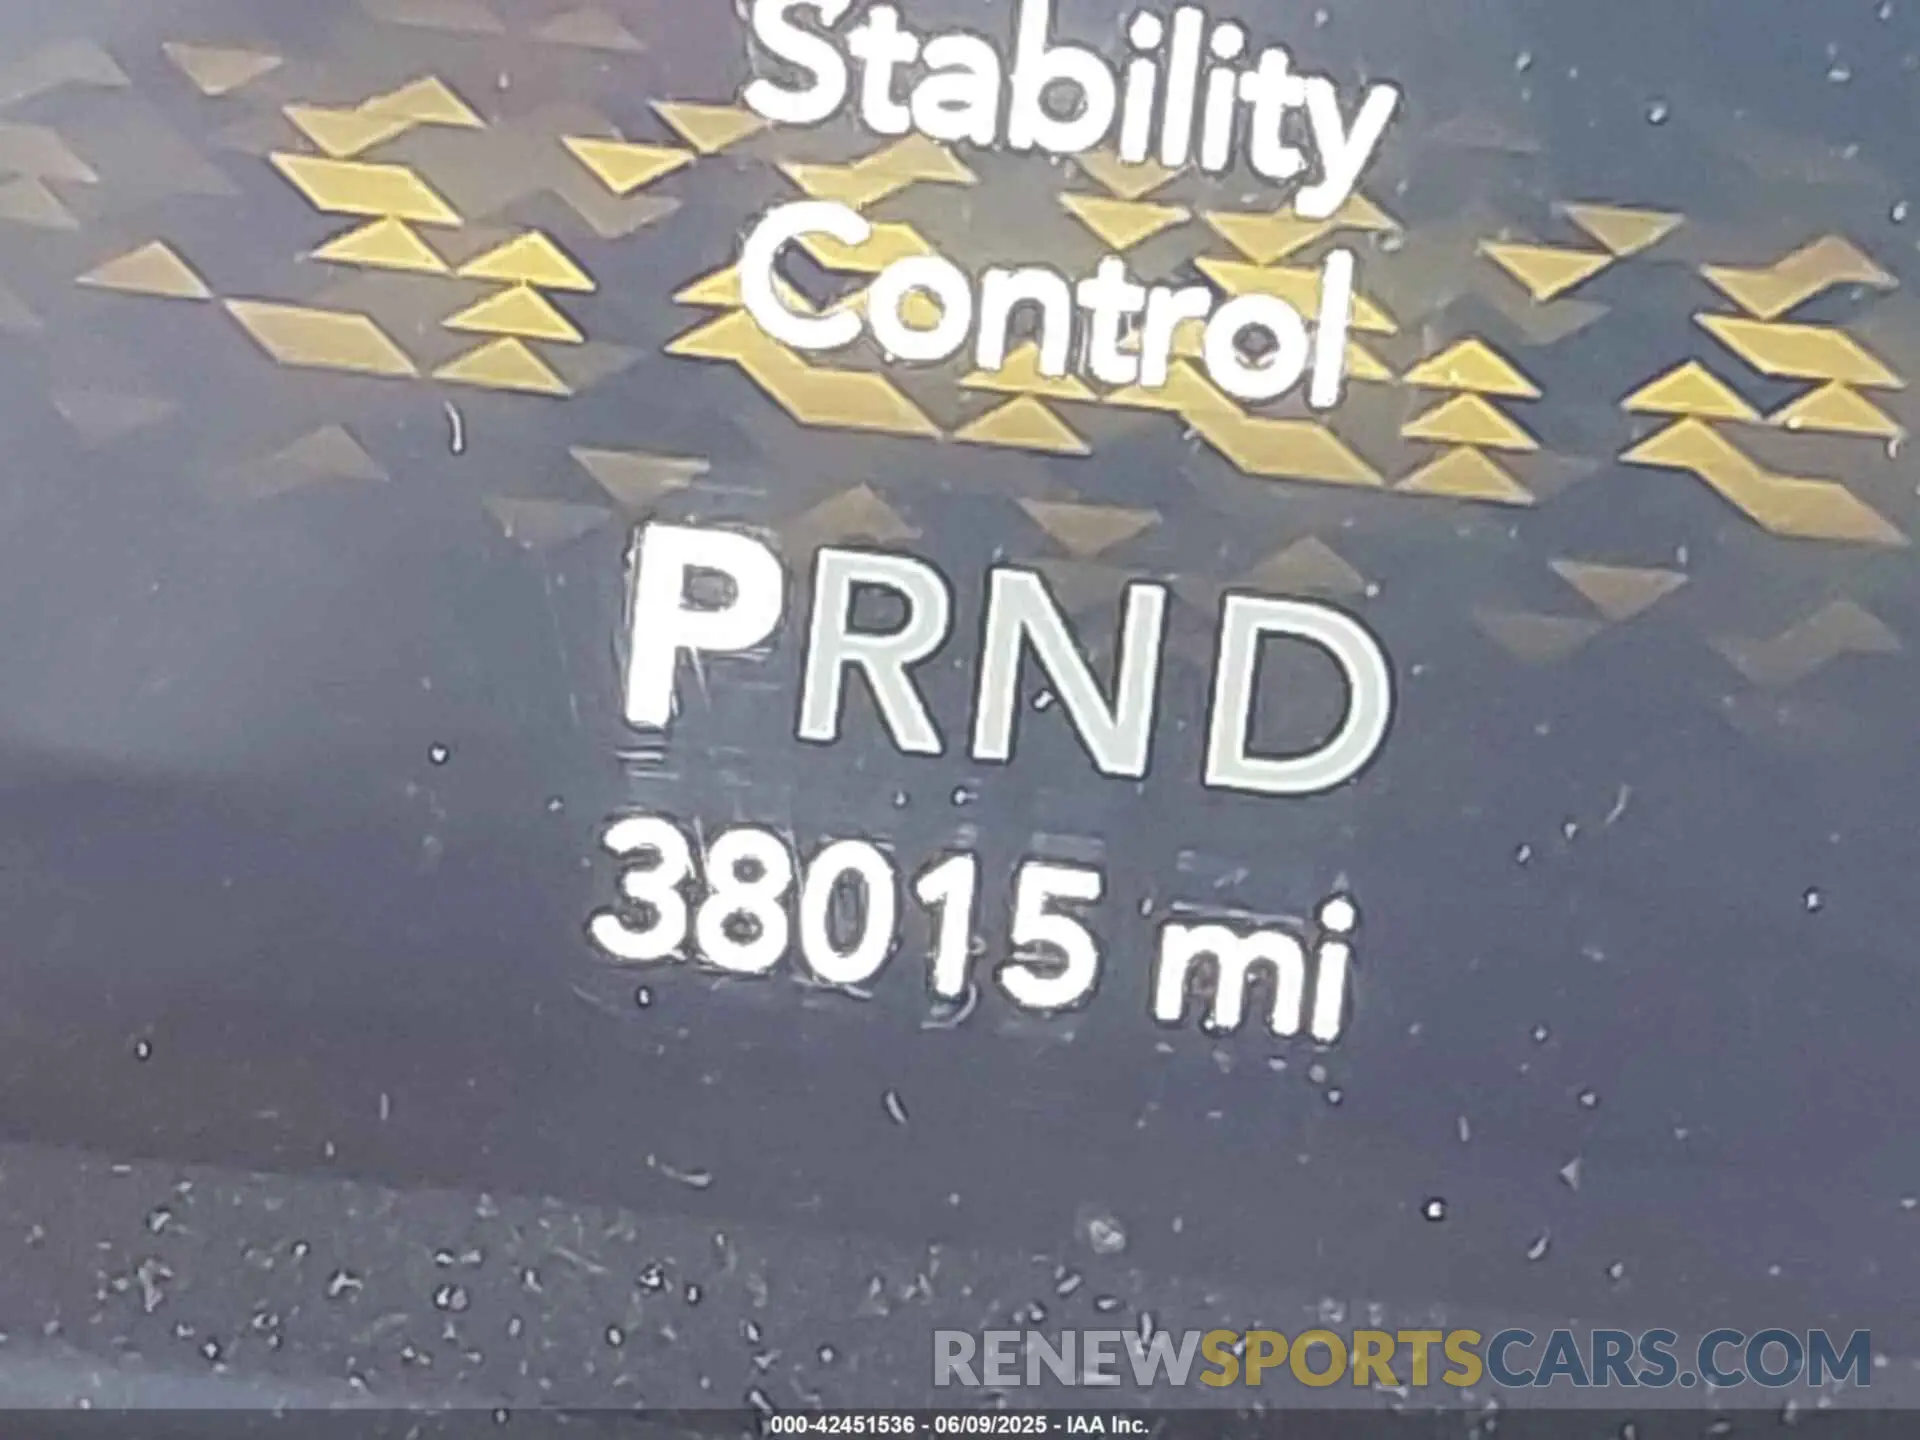 Stability
Control
PRND
38015 mi
RENEWSPORTSCARS.COM
000-42451536 - 06/09/2025 - IAA Inc.